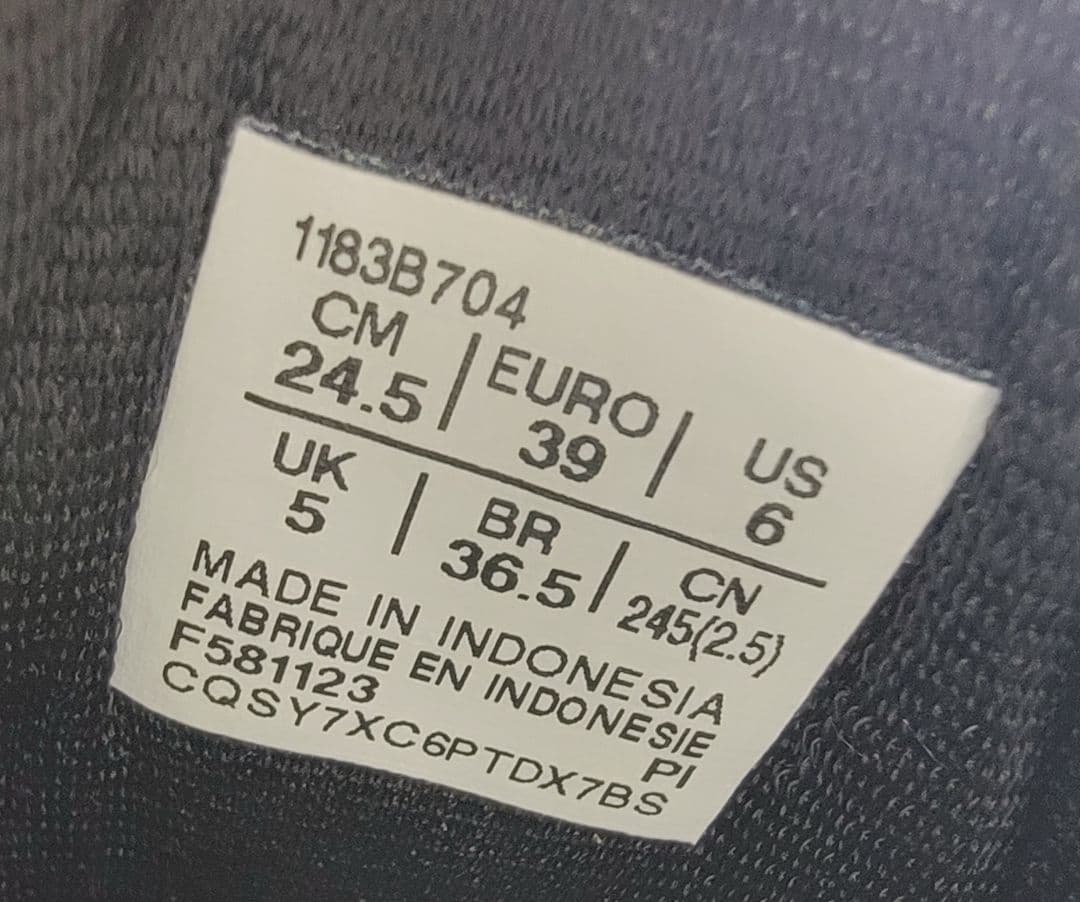 1183B704
CM | EURO | US
24.5 | 39 | 6
UK | BR | CN
5 | 36.5 | 245(2.5)
MADE IN INDONESIA
FABRIQUE EN INDONESIE
F581123 PI
CQSY7XC6PTDX7BS